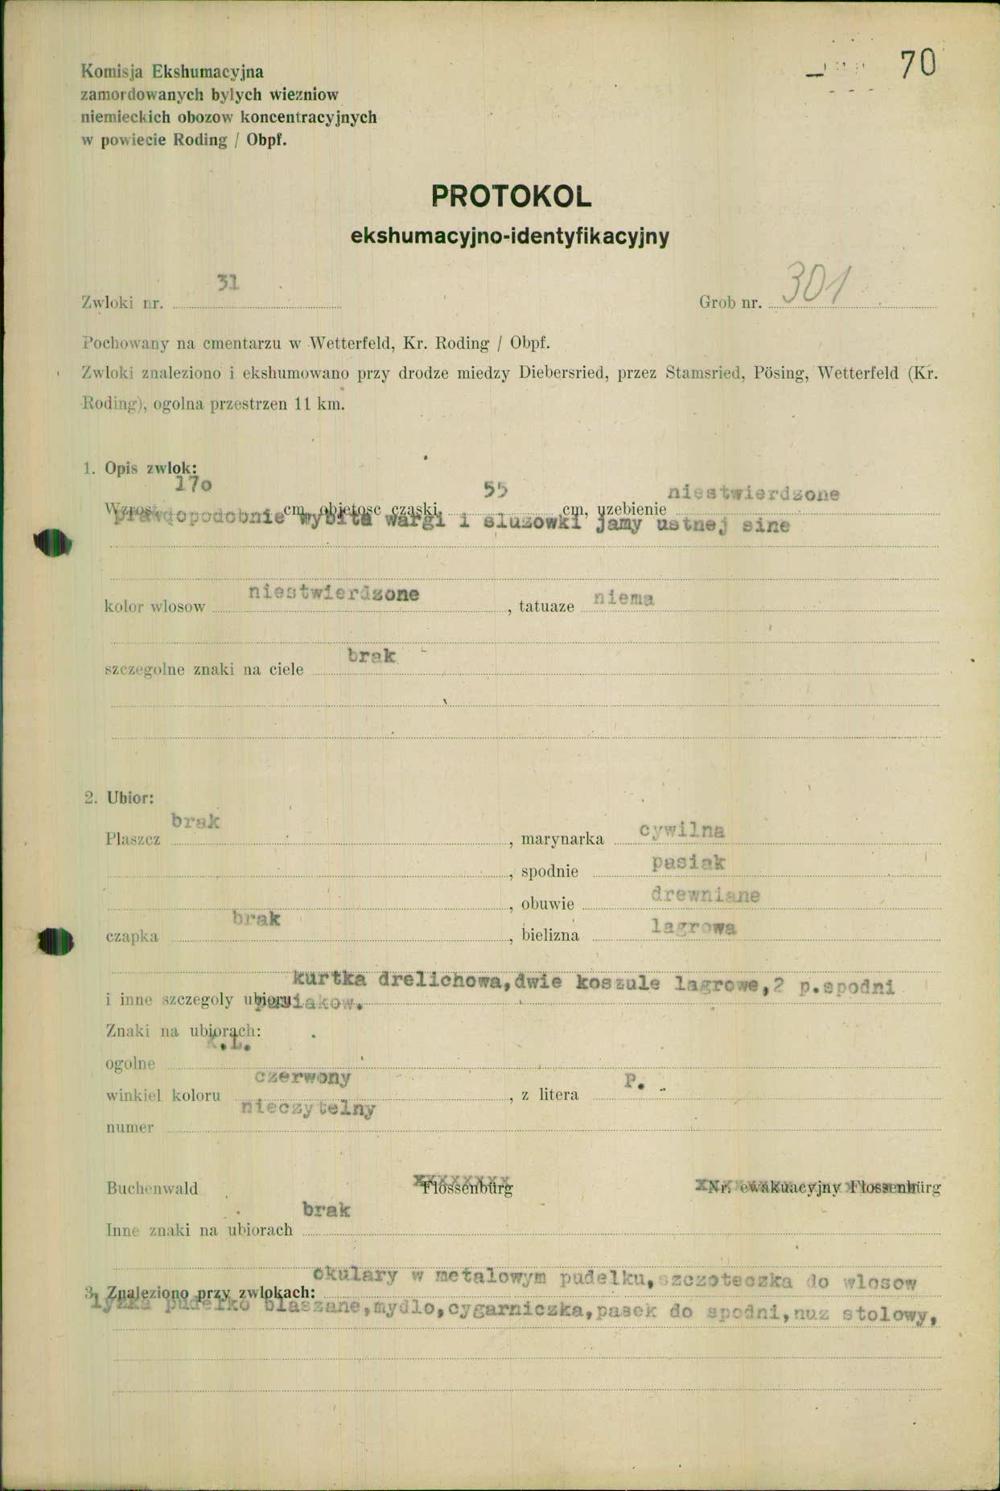 70
Komisja Ekshumacyjna
zamordowanych bylych wiezniow
niemieckich obozow koncentracyjnych
w powiecie Roding / Obpf.
PROTOKOL
ekshumacyjno-identyfikacyjny
Zwloki nr. 31 Grob nr. 301
Pochowany na cmentarzu w Wetterfeld, Kr. Roding / Obpf.
Zwloki znaleziono i ekshumowano przy drodze miedzy Diebersried, przez Stamsried, Pösing, Wetterfeld (Kr.
Roding), ogolna przestrzen 11 km.
1. Opis zwlok:
Wzrost 17o cm, objetosc czaski 55 cm, uzebienie niestwierdzone
prawdopodobnie wybita wargi i sluzowki jamy ustnej sine
kolor wlosow niestwierdzone, tatuaze niema
szczegolne znaki na ciele brak
2. Ubior:
Plaszcz brak, marynarka cywilna
, spodnie pasiak
, obuwie drewniane
czapka brak, bielizna lagrowa
kurtka drelichowa,dwie koszule lagrowe,2 p.spodni
i inne szczegoly ubioru pasiakow.
Znaki na ubiorach:
ogolne K.L.
winkiel koloru czerwony, z litera P.
numer nieczytelny
Buchenwald Flossenbürg Nr. ewakuacyjny Flossenbürg
Inne znaki na ubiorach brak
okulary w metalowym pudelku,szczoteczka do wlosow
3. Znaleziono przy zwlokach:
lyzka pudelko blaszane,mydlo,cygarniczka,pasek do spodni,nuz stolowy,